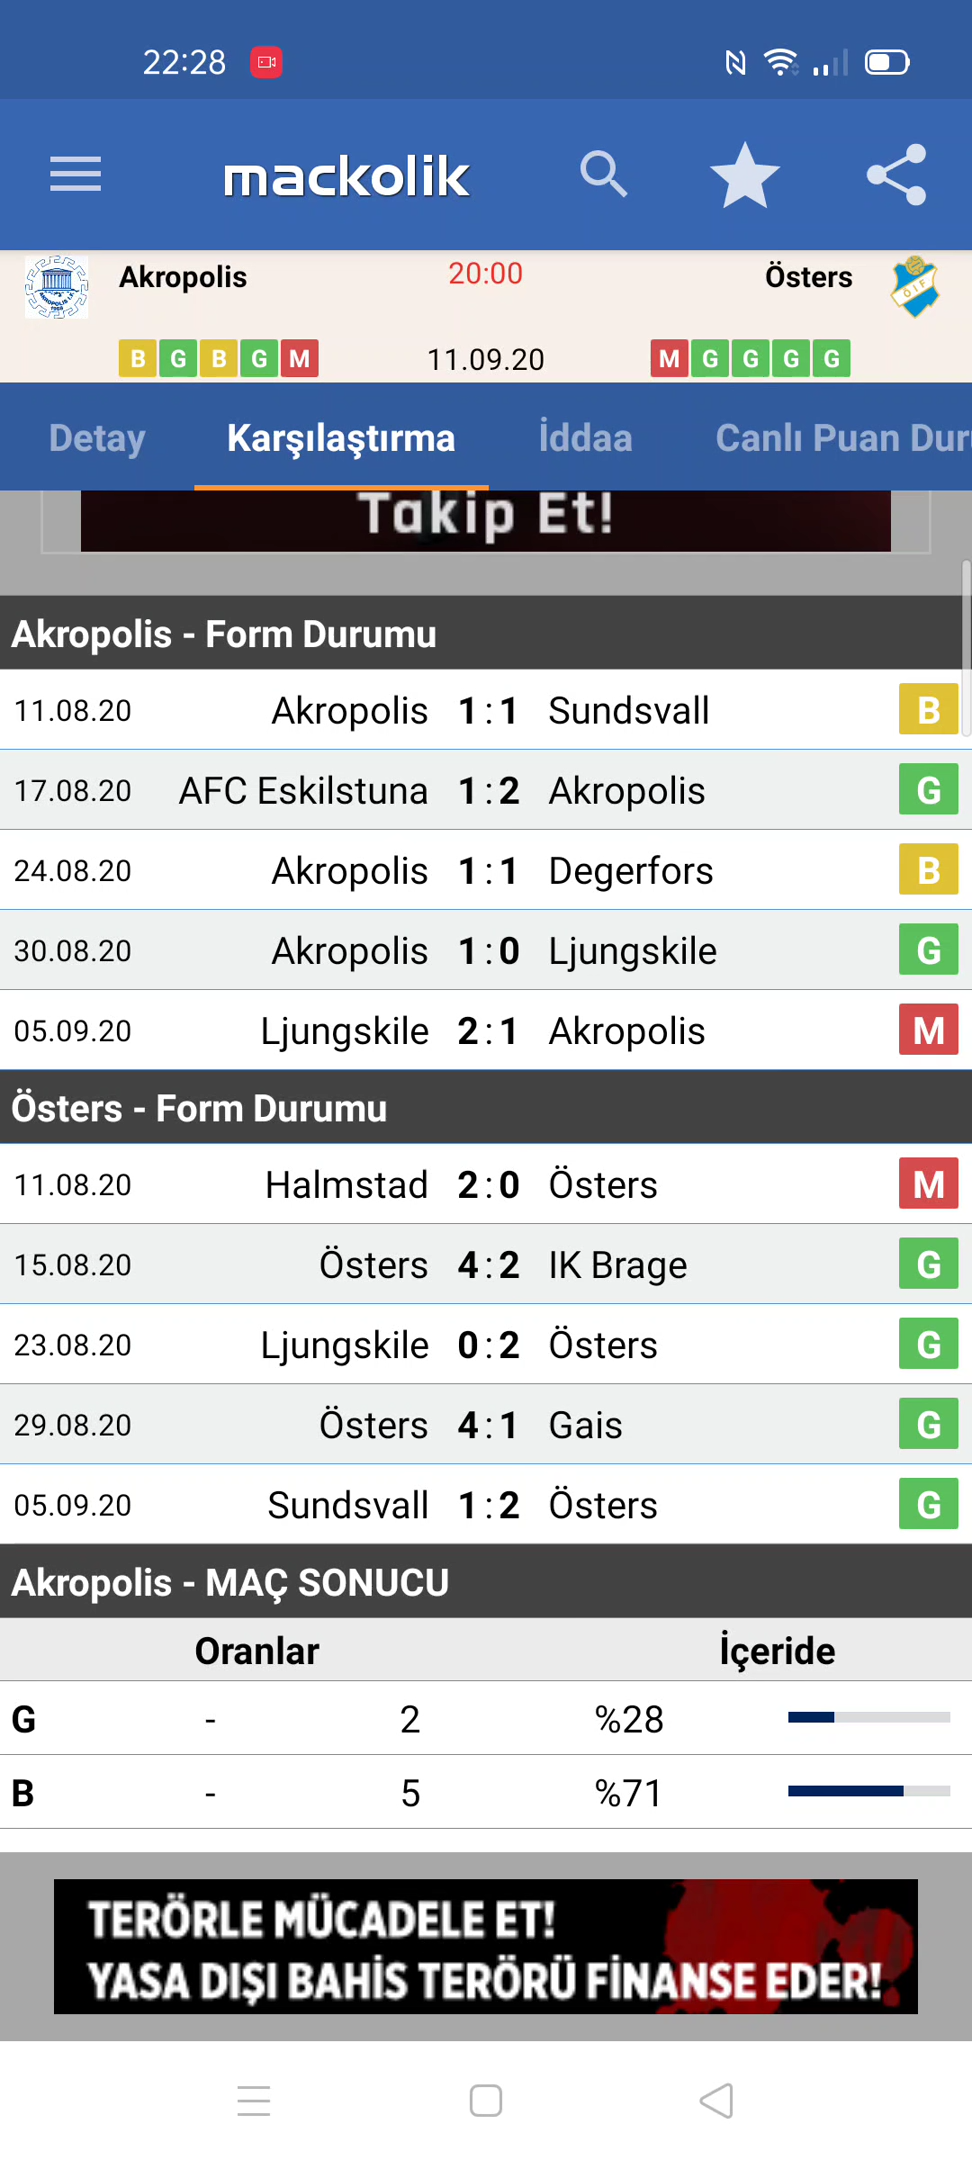 22:28
mackolik
Akropolis 20:00 Östers
B G B G M 11.09.20 M G G G G
Detay Karşılaştırma İddaa Canlı Puan Dur
Takip Et!
Akropolis - Form Durumu
11.08.20 Akropolis 1:1 Sundsvall B
17.08.20 AFC Eskilstuna 1:2 Akropolis G
24.08.20 Akropolis 1:1 Degerfors B
30.08.20 Akropolis 1:0 Ljungskile G
05.09.20 Ljungskile 2:1 Akropolis M
Östers - Form Durumu
11.08.20 Halmstad 2:0 Östers M
15.08.20 Östers 4:2 IK Brage G
23.08.20 Ljungskile 0:2 Östers G
29.08.20 Östers 4:1 Gais G
05.09.20 Sundsvall 1:2 Östers G
Akropolis - MAÇ SONUCU
Oranlar İçeride
G - 2 %28
B - 5 %71
TERÖRLE MÜCADELE ET!
YASA DIŞI BAHİS TERÖRÜ FİNANSE EDER!